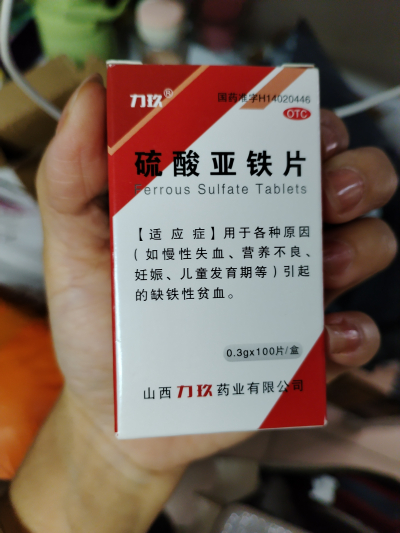 力玖®
国药准字H14020446
OTC
硫酸亚铁片
Ferrous Sulfate Tablets
【适应症】用于各种原因
(如慢性失血、营养不良、
妊娠、儿童发育期等)引起
的缺铁性贫血。
0.3g×100片/盒
山西力玖药业有限公司